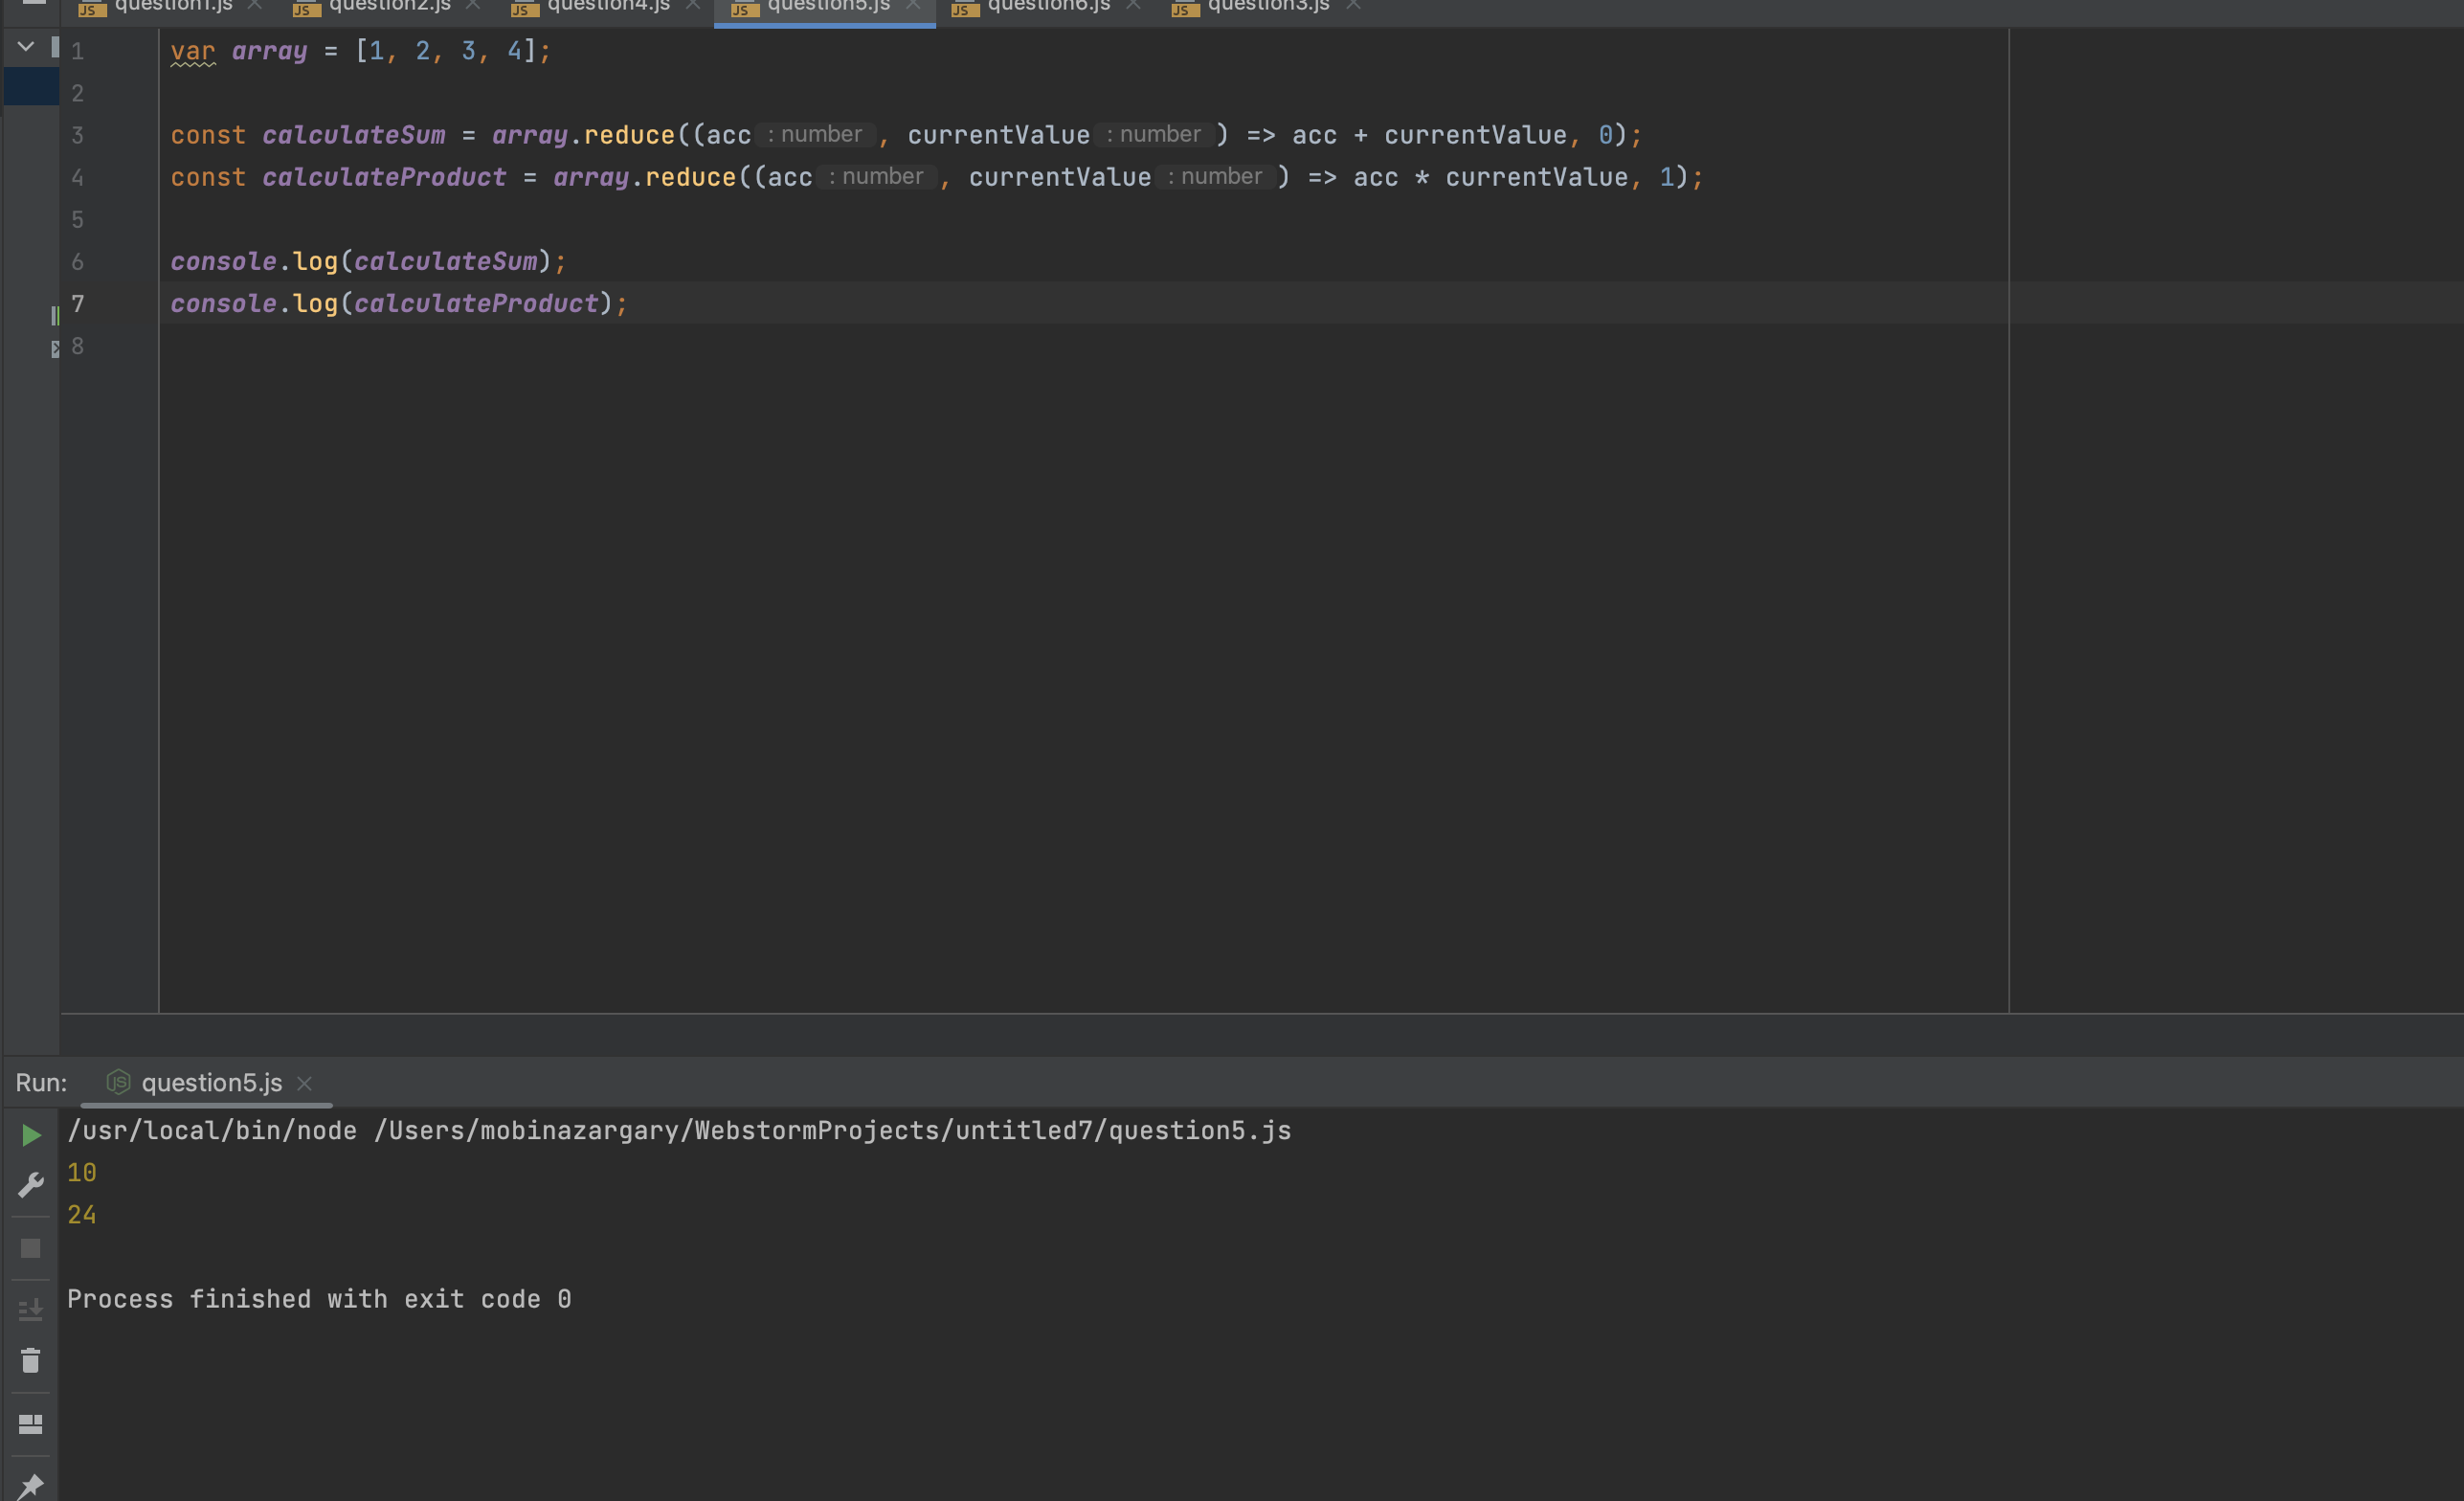 question1.js question2.js question4.js question5.js question6.js question3.js
1 var array = [1, 2, 3, 4];
2
3 const calculateSum = array.reduce((acc : number , currentValue : number ) => acc + currentValue, 0);
4 const calculateProduct = array.reduce((acc : number , currentValue : number ) => acc * currentValue, 1);
5
6 console.log(calculateSum);
7 console.log(calculateProduct);
8
Run: question5.js
/usr/local/bin/node /Users/mobinazargary/WebstormProjects/untitled7/question5.js
10
24
Process finished with exit code 0